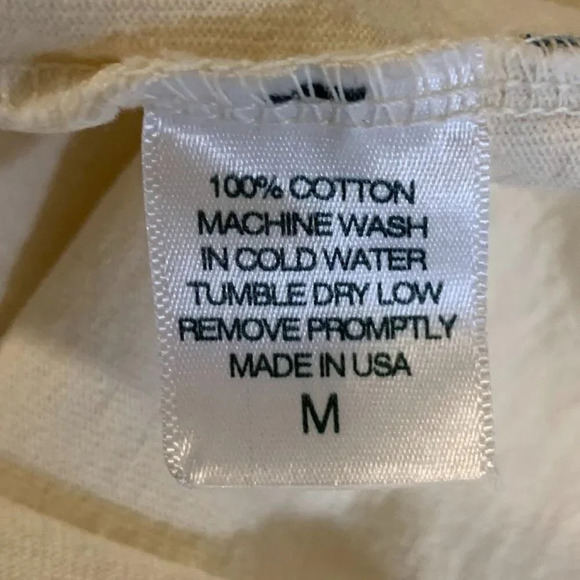 100% COTTON
MACHINE WASH
IN COLD WATER
TUMBLE DRY LOW
REMOVE PROMPTLY
MADE IN USA
M